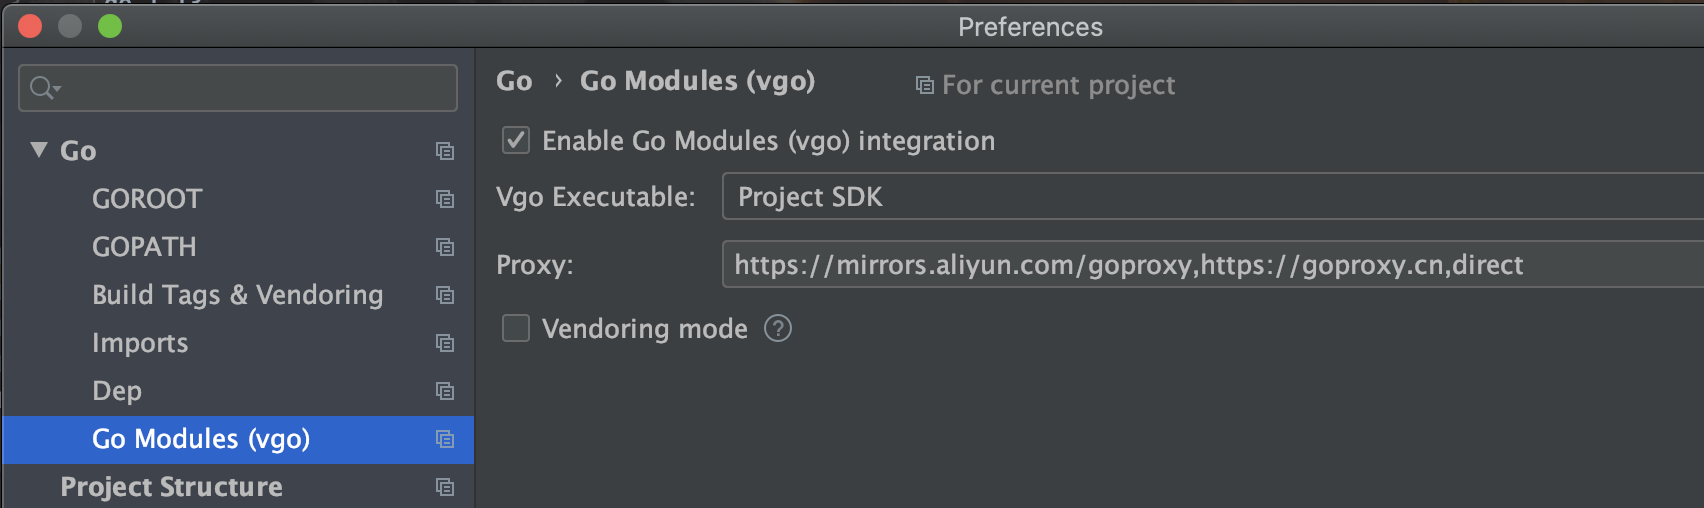 Preferences
Go › Go Modules (vgo)
For current project
Enable Go Modules (vgo) integration
Vgo Executable: Project SDK
Proxy: https://mirrors.aliyun.com/goproxy,https://goproxy.cn,direct
Vendoring mode ?
Go
GOROOT
GOPATH
Build Tags & Vendoring
Imports
Dep
Go Modules (vgo)
Project Structure